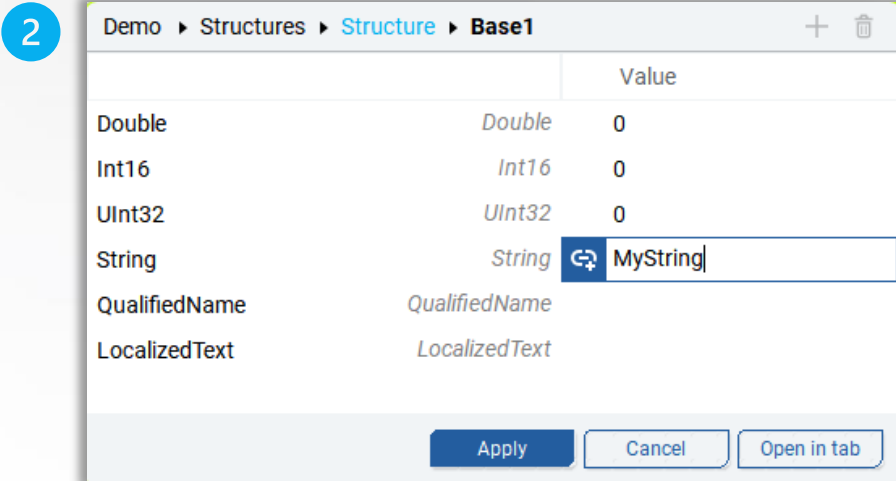 2
Demo ▸ Structures ▸ Structure ▸ Base1
Value
Double Double 0
Int16 Int16 0
UInt32 UInt32 0
String String MyString
QualifiedName QualifiedName
LocalizedText LocalizedText
Apply Cancel Open in tab